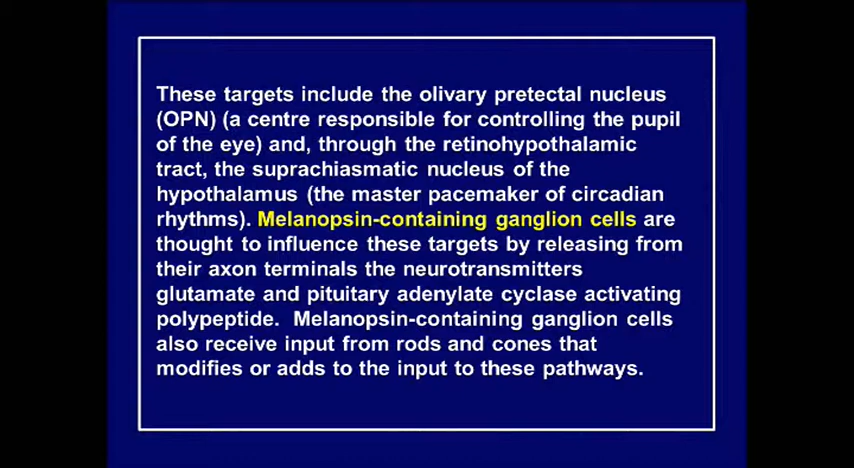 These targets include the olivary pretectal nucleus
(OPN) (a centre responsible for controlling the pupil
of the eye) and, through the retinohypothalamic
tract, the suprachiasmatic nucleus of the
hypothalamus (the master pacemaker of circadian
rhythms). Melanopsin-containing ganglion cells are
thought to influence these targets by releasing from
their axon terminals the neurotransmitters
glutamate and pituitary adenylate cyclase activating
polypeptide.  Melanopsin-containing ganglion cells
also receive input from rods and cones that
modifies or adds to the input to these pathways.